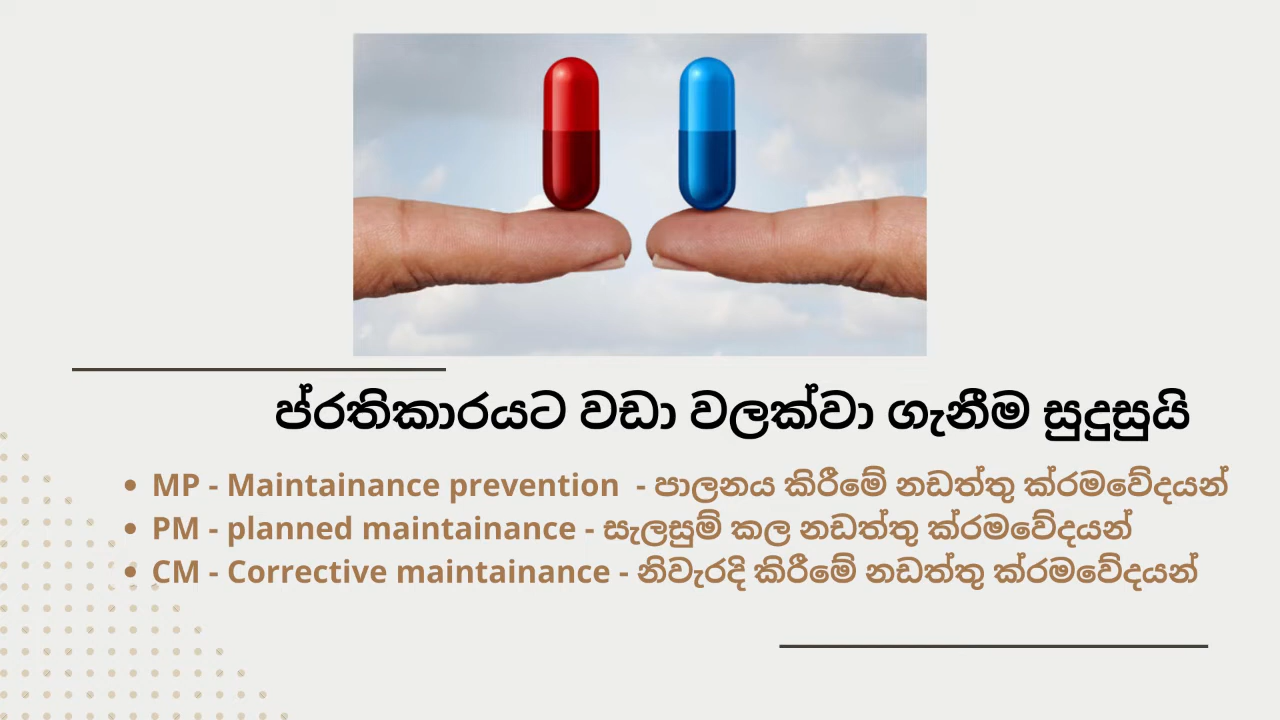 ප්රතිකාරයට වඩා වලක්වා ගැනීම සුදුසුයි
MP - Maintainance prevention - පාලනය කිරීමේ නඩත්තු ක්රමවේදයන්
PM - planned maintainance - සැලසුම් කල නඩත්තු ක්රමවේදයන්
CM - Corrective maintainance - නිවැරදි කිරීමේ නඩත්තු ක්රමවේදයන්